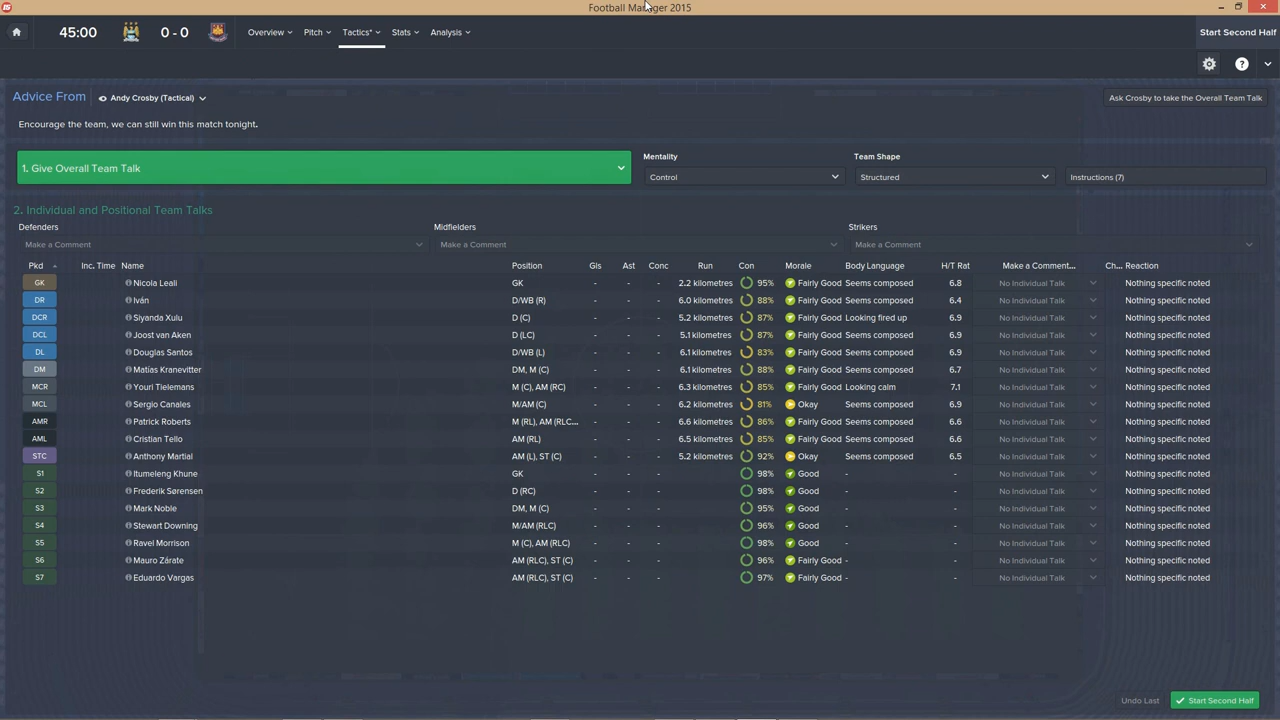 Football Manager 2015
45:00 0 - 0 Overview Pitch Tactics* Stats Analysis Start Second Half
Advice From Andy Crosby (Tactical) Ask Crosby to take the Overall Team Talk
Encourage the team, we can still win this match tonight.
Mentality Team Shape
1. Give Overall Team Talk Control Structured Instructions (7)
2. Individual and Positional Team Talks
Defenders Midfielders Strikers
Make a Comment Make a Comment Make a Comment
Pkd Inc. Time Name Position Gls Ast Conc Run Con Morale Body Language H/T Rat Make a Comment... Ch... Reaction
GK Nicola Leali GK - - - 2.2 kilometres 95% Fairly Good Seems composed 6.8 No Individual Talk Nothing specific noted
DR Iván D/WB (R) - - - 6.0 kilometres 88% Fairly Good Seems composed 6.4 No Individual Talk Nothing specific noted
DCR Siyanda Xulu D (C) - - - 5.2 kilometres 87% Fairly Good Looking fired up 6.9 No Individual Talk Nothing specific noted
DCL Joost van Aken D (LC) - - - 5.1 kilometres 87% Fairly Good Seems composed 6.9 No Individual Talk Nothing specific noted
DL Douglas Santos D/WB (L) - - - 6.1 kilometres 83% Fairly Good Seems composed 6.9 No Individual Talk Nothing specific noted
DM Matías Kranevitter DM, M (C) - - - 6.1 kilometres 88% Fairly Good Seems composed 6.7 No Individual Talk Nothing specific noted
MCR Youri Tielemans M (C), AM (RC) - - - 6.3 kilometres 85% Fairly Good Looking calm 7.1 No Individual Talk Nothing specific noted
MCL Sergio Canales M/AM (C) - - - 6.2 kilometres 81% Okay Seems composed 6.9 No Individual Talk Nothing specific noted
AMR Patrick Roberts M (RL), AM (RLC... - - - 6.6 kilometres 86% Fairly Good Seems composed 6.6 No Individual Talk Nothing specific noted
AML Cristian Tello AM (RL) - - - 6.5 kilometres 85% Fairly Good Seems composed 6.6 No Individual Talk Nothing specific noted
STC Anthony Martial AM (L), ST (C) - - - 5.2 kilometres 92% Okay Seems composed 6.5 No Individual Talk Nothing specific noted
S1 Itumeleng Khune GK - - - 98% Good - - No Individual Talk Nothing specific noted
S2 Frederik Sørensen D (RC) - - - 98% Good - - No Individual Talk Nothing specific noted
S3 Mark Noble DM, M (C) - - - 95% Good - - No Individual Talk Nothing specific noted
S4 Stewart Downing M/AM (RLC) - - - 96% Good - - No Individual Talk Nothing specific noted
S5 Ravel Morrison M (C), AM (RLC) - - - 98% Good - - No Individual Talk Nothing specific noted
S6 Mauro Zárate AM (RLC), ST (C) - - - 96% Fairly Good - - No Individual Talk Nothing specific noted
S7 Eduardo Vargas AM (RLC), ST (C) - - - 97% Fairly Good - - No Individual Talk Nothing specific noted
Undo Last Start Second Half